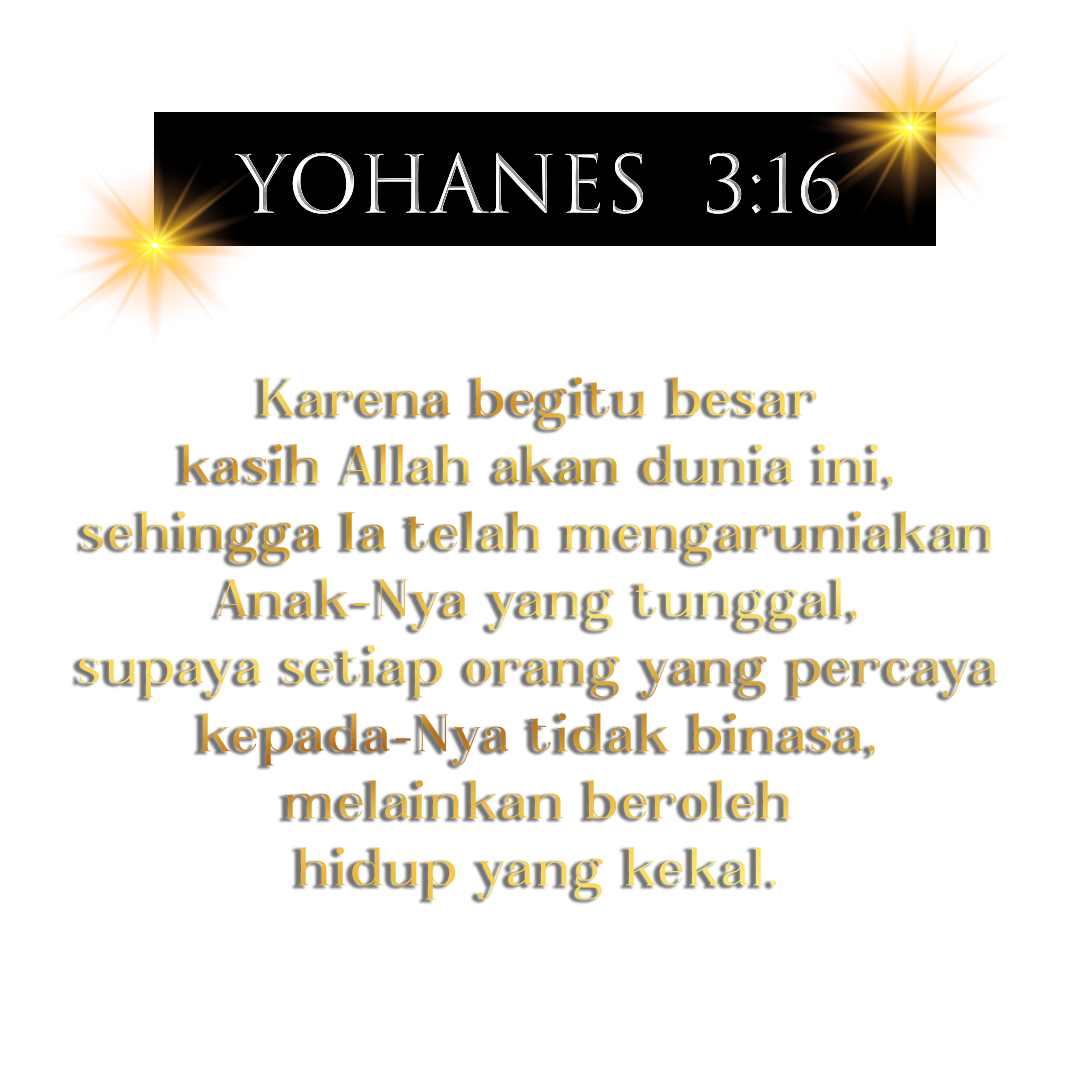 YOHANES 3:16
Karena begitu besar
kasih Allah akan dunia ini,
sehingga Ia telah mengaruniakan
Anak-Nya yang tunggal,
supaya setiap orang yang percaya
kepada-Nya tidak binasa,
melainkan beroleh
hidup yang kekal.